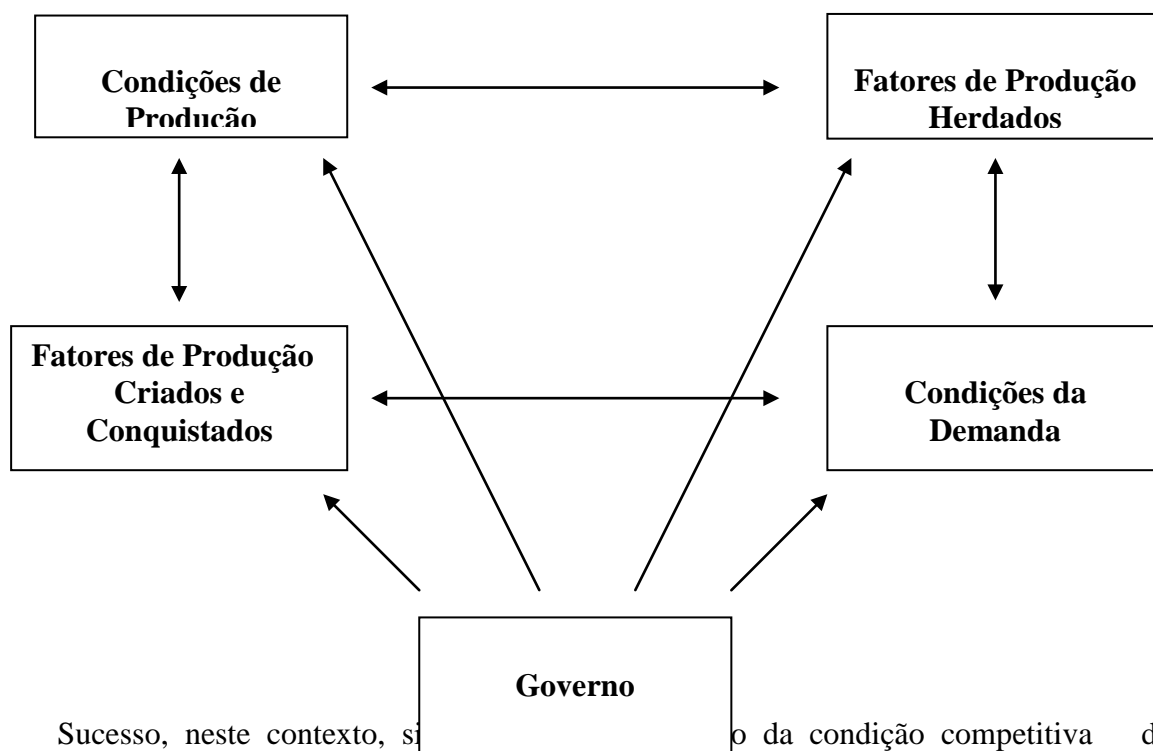 Condições de
Produção
Fatores de Produção
Herdados
Fatores de Produção
Criados e
Conquistados
Condições da
Demanda
Governo
Sucesso, neste contexto, da condição competitiva